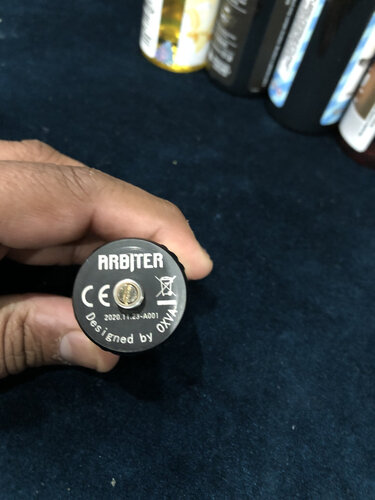 ARBITER
CE
2020.11.23-A001
Designed by OXVA